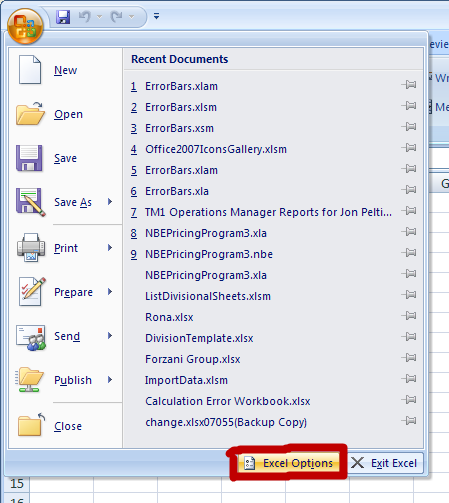 New
Open
Save
Save As
Print
Prepare
Send
Publish
Close
Recent Documents
1 ErrorBars.xlam
2 ErrorBars.xlsm
3 ErrorBars.xsm
4 Office2007IconsGallery.xlsm
5 ErrorBars.xlam
6 ErrorBars.xla
7 TM1 Operations Manager Reports for Jon Pelti...
8 NBEPricingProgram3.xla
9 NBEPricingProgram3.nbe
NBEPricingProgram3.xla
ListDivisionalSheets.xlsm
Rona.xlsx
DivisionTemplate.xlsx
Forzani Group.xlsx
ImportData.xlsm
Calculation Error Workbook.xlsx
change.xlsx07055(Backup Copy)
Excel Options
Exit Excel
evie
Wr
Me
G
15
16